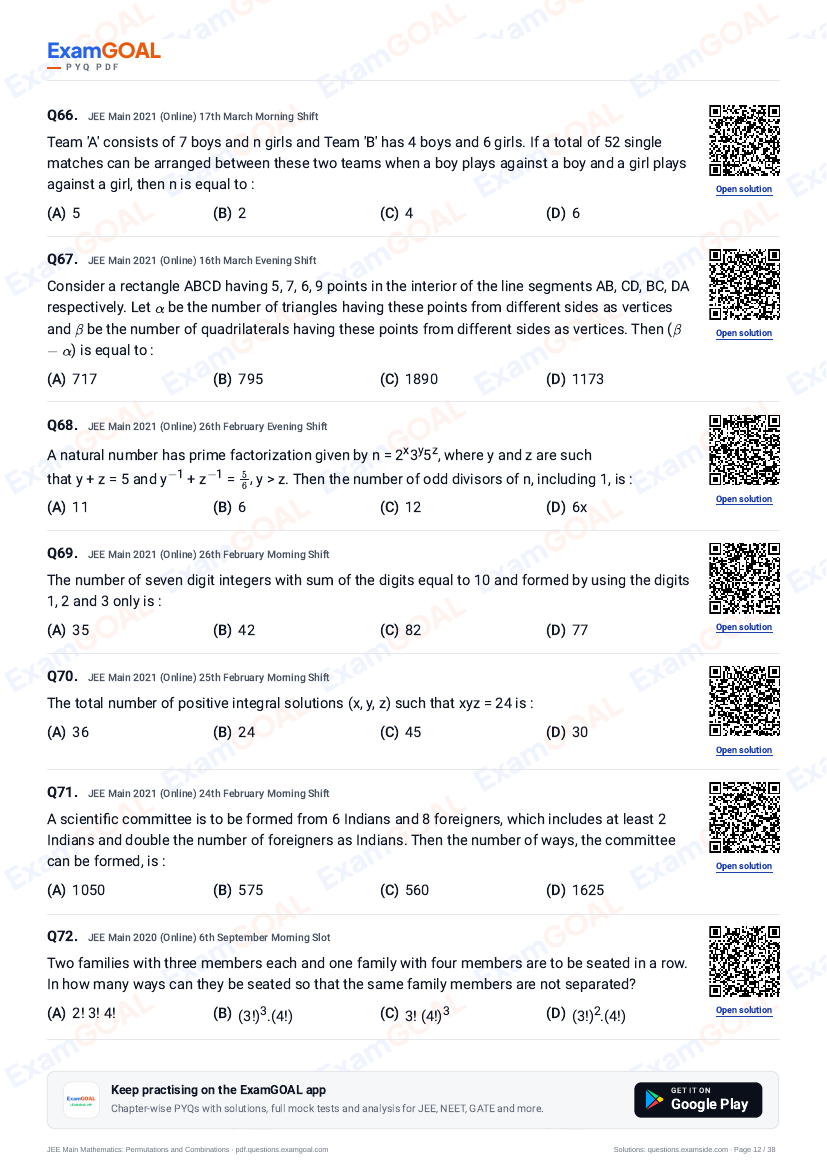 ExamGOAL
PYQ PDF
Q66. JEE Main 2021 (Online) 17th March Morning Shift
Team 'A' consists of 7 boys and n girls and Team 'B' has 4 boys and 6 girls. If a total of 52 single
matches can be arranged between these two teams when a boy plays against a boy and a girl plays
against a girl, then n is equal to :
(A) 5 (B) 2 (C) 4 (D) 6
Open solution
Q67. JEE Main 2021 (Online) 16th March Evening Shift
Consider a rectangle ABCD having 5, 7, 6, 9 points in the interior of the line segments AB, CD, BC, DA
respectively. Let α be the number of triangles having these points from different sides as vertices
and β be the number of quadrilaterals having these points from different sides as vertices. Then (β
− α) is equal to :
(A) 717 (B) 795 (C) 1890 (D) 1173
Open solution
Q68. JEE Main 2021 (Online) 26th February Evening Shift
A natural number has prime factorization given by n = 2^x3^y5^z, where y and z are such
that y + z = 5 and y^−1 + z^−1 = 5/6, y > z. Then the number of odd divisors of n, including 1, is :
(A) 11 (B) 6 (C) 12 (D) 6x
Open solution
Q69. JEE Main 2021 (Online) 26th February Morning Shift
The number of seven digit integers with sum of the digits equal to 10 and formed by using the digits
1, 2 and 3 only is :
(A) 35 (B) 42 (C) 82 (D) 77
Open solution
Q70. JEE Main 2021 (Online) 25th February Morning Shift
The total number of positive integral solutions (x, y, z) such that xyz = 24 is :
(A) 36 (B) 24 (C) 45 (D) 30
Open solution
Q71. JEE Main 2021 (Online) 24th February Morning Shift
A scientific committee is to be formed from 6 Indians and 8 foreigners, which includes at least 2
Indians and double the number of foreigners as Indians. Then the number of ways, the committee
can be formed, is :
(A) 1050 (B) 575 (C) 560 (D) 1625
Open solution
Q72. JEE Main 2020 (Online) 6th September Morning Slot
Two families with three members each and one family with four members are to be seated in a row.
In how many ways can they be seated so that the same family members are not separated?
(A) 2! 3! 4! (B) (3!)^3.(4!) (C) 3! (4!)^3 (D) (3!)^2.(4!)
Open solution
Keep practising on the ExamGOAL app
Chapter-wise PYQs with solutions, full mock tests and analysis for JEE, NEET, GATE and more.
ExamGOAL
GET IT ON
Google Play
JEE Main Mathematics: Permutations and Combinations · pdf.questions.examgoal.com
Solutions: questions.examside.com · Page 12 / 38